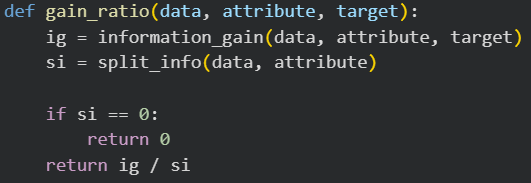 def gain_ratio(data, attribute, target):
    ig = information_gain(data, attribute, target)
    si = split_info(data, attribute)

    if si == 0:
        return 0
    return ig / si